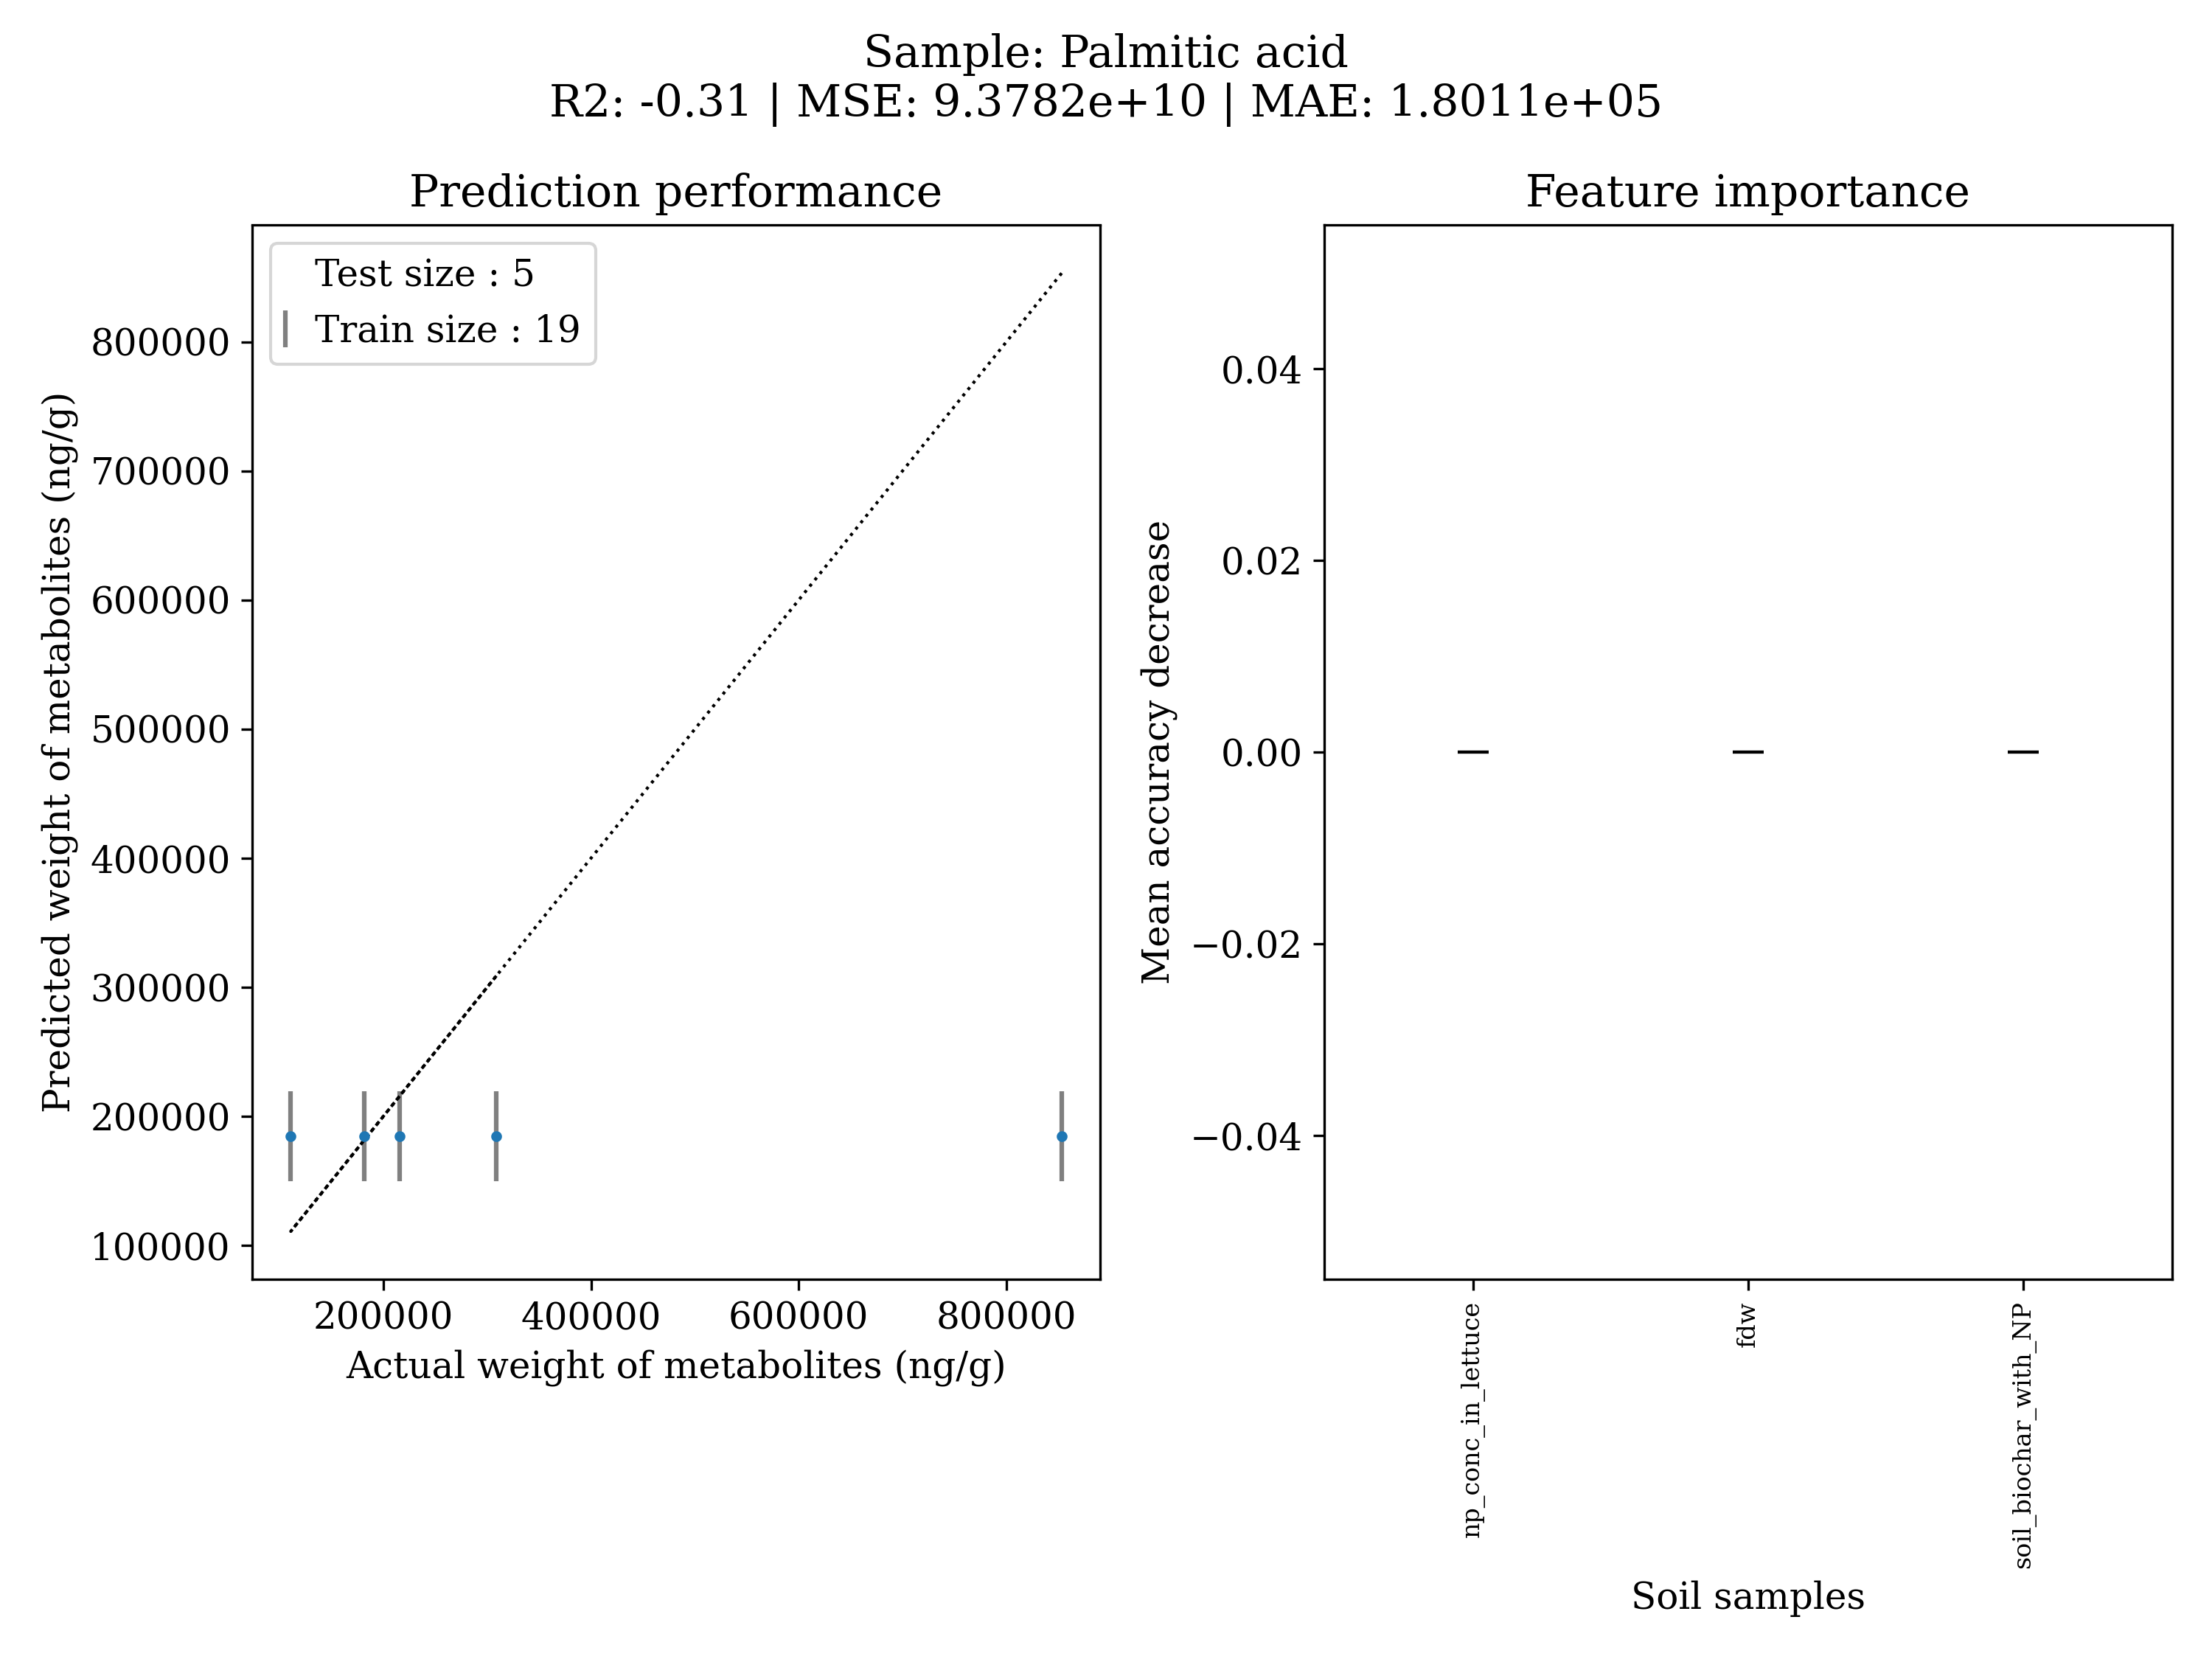 Sample: Palmitic acid
R2: -0.31 | MSE: 9.3782e+10 | MAE: 1.8011e+05
Prediction performance
Test size : 5
Train size : 19
800000
700000
600000
500000
400000
300000
200000
100000
Predicted weight of metabolites (ng/g)
200000 400000 600000 800000
Actual weight of metabolites (ng/g)
Feature importance
0.04
0.02
0.00
−0.02
−0.04
Mean accuracy decrease
np_conc_in_lettuce
fdw
soil_biochar_with_NP
Soil samples